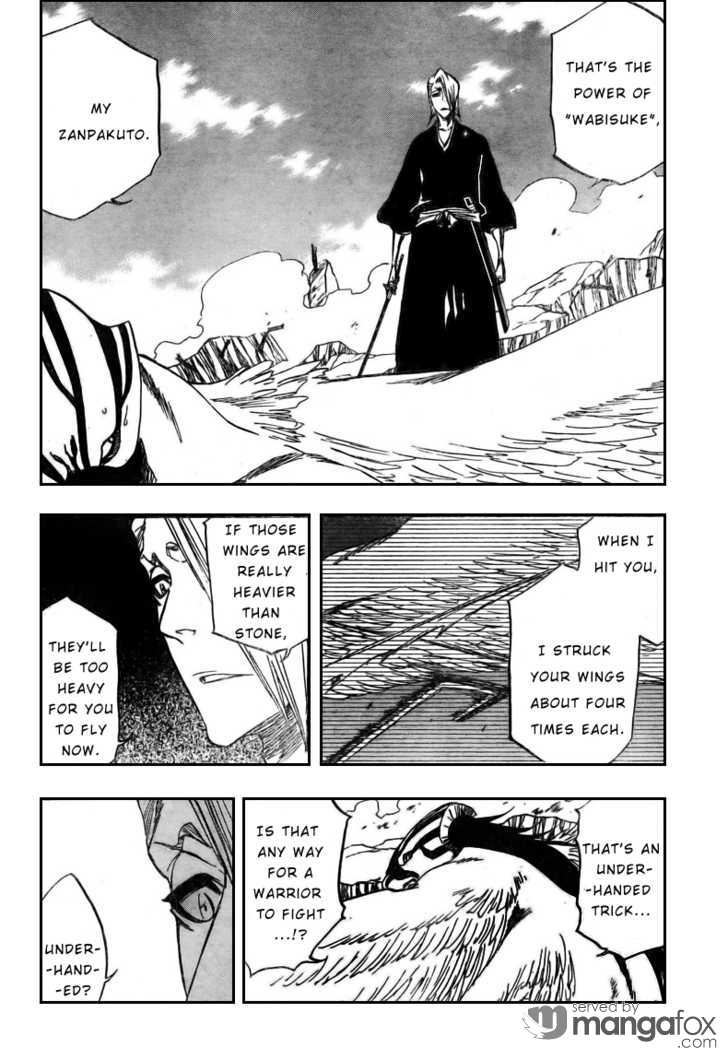 THAT'S THE
POWER OF
"WABISUKE",
MY
ZANPAKUTO.
WHEN I
HIT YOU,
I STRUCK
YOUR WINGS
ABOUT FOUR
TIMES EACH.
IF THOSE
WINGS ARE
REALLY
HEAVIER
THAN
STONE,
THEY'LL
BE TOO
HEAVY
FOR YOU
TO FLY
NOW.
THAT'S AN
UNDER-
-HANDED
TRICK...
IS THAT
ANY WAY
FOR A
WARRIOR
TO FIGHT
...!?
UNDER-
-HAND-
-ED?
served by
mangafox
.com